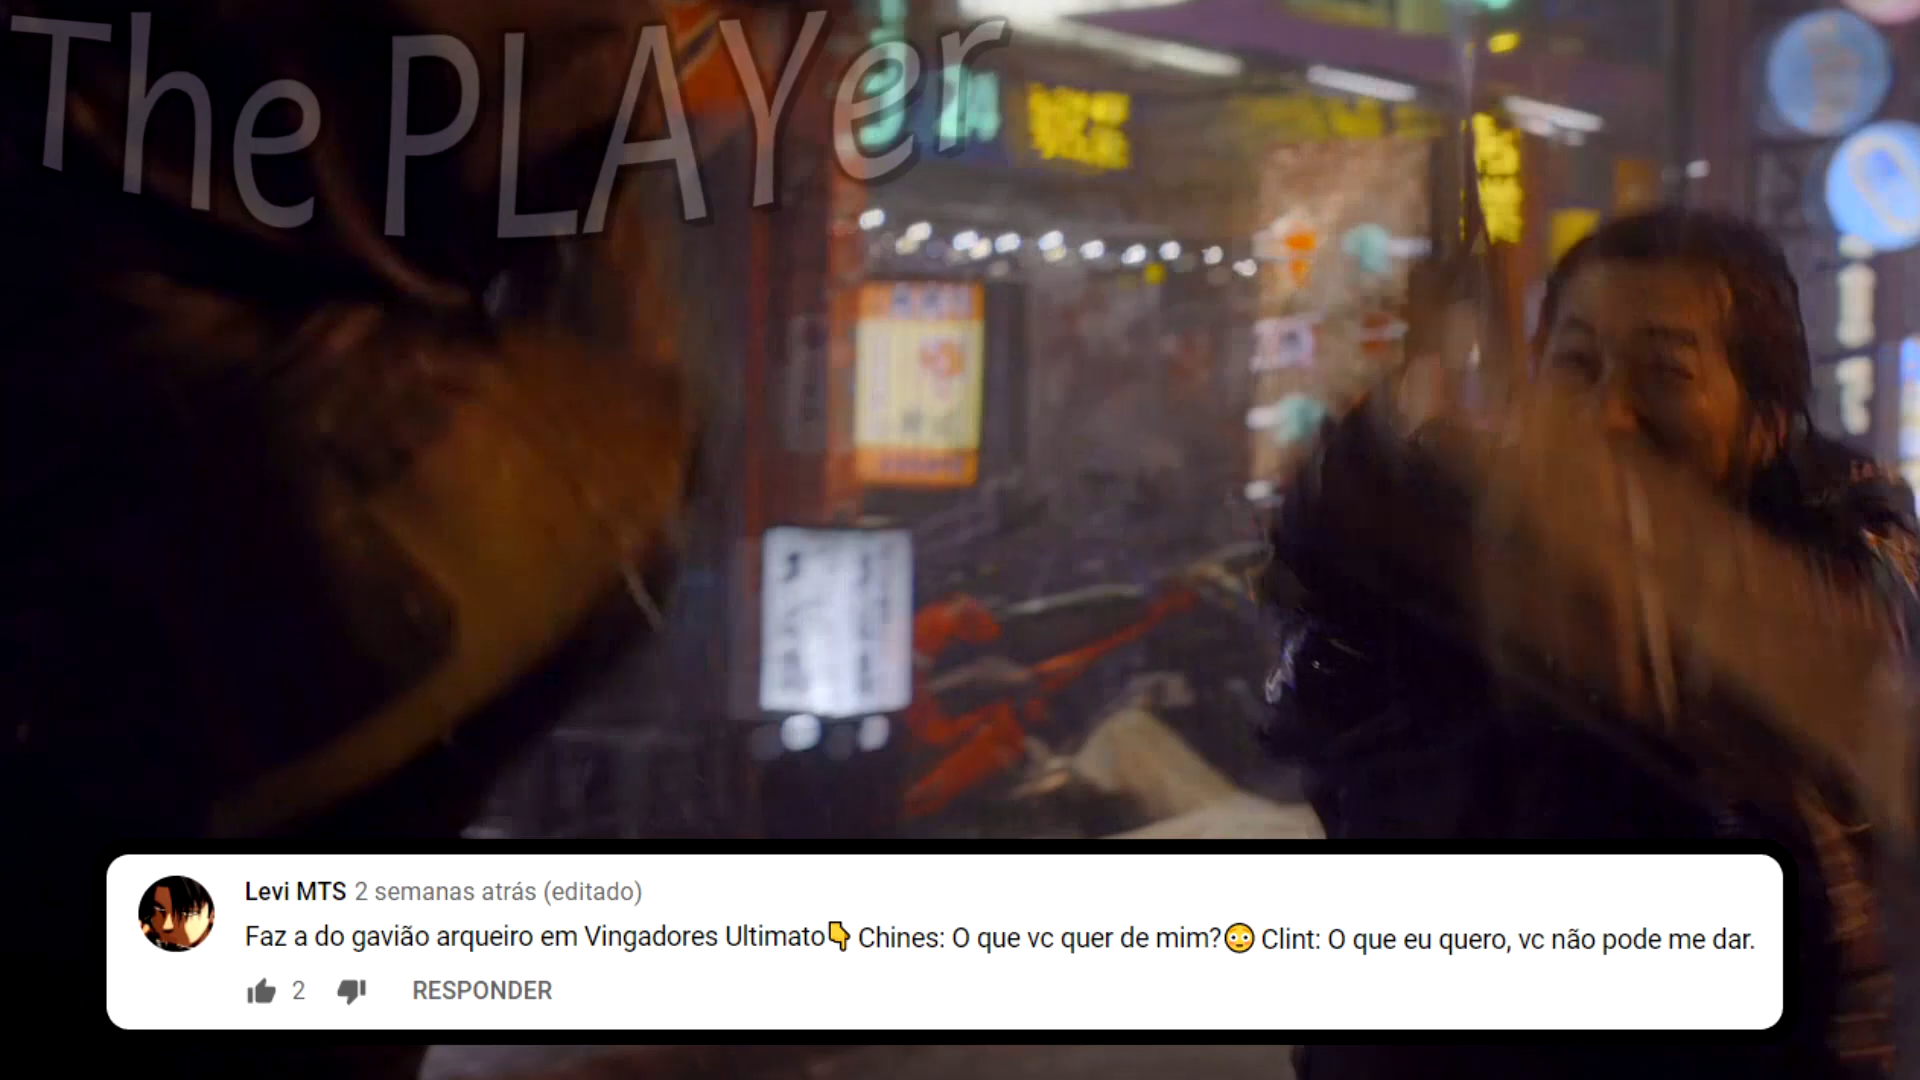 The PLAYer
Levi MTS 2 semanas atrás (editado)
Faz a do gavião arqueiro em Vingadores Ultimato👇 Chines: O que vc quer de mim?😳 Clint: O que eu quero, vc não pode me dar.
2 RESPONDER